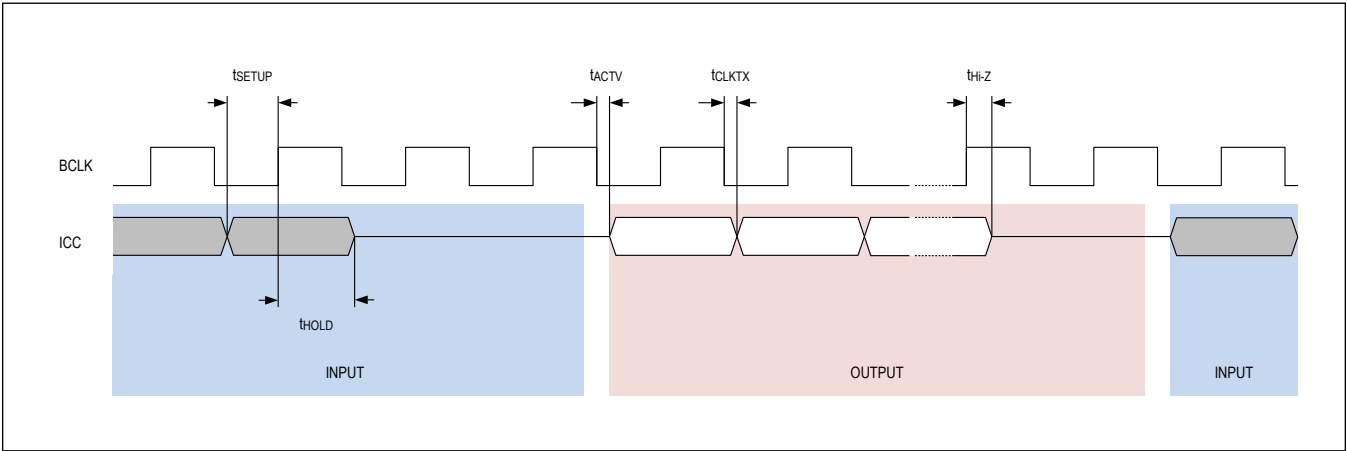 tSETUP
tACTV
tCLKTX
tHi-Z
BCLK
ICC
tHOLD
INPUT
OUTPUT
INPUT